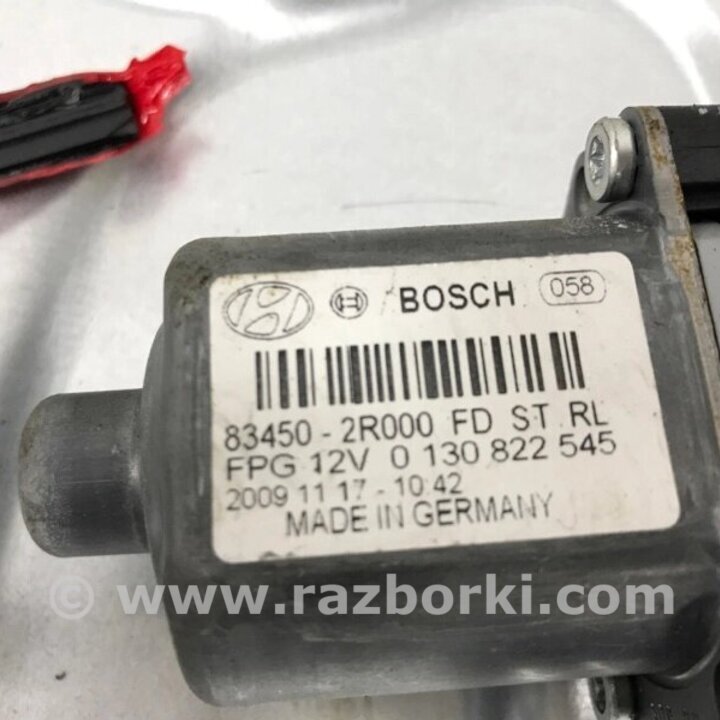 BOSCH 058
83450-2R000 FD ST RL
FPG 12V 0 130 822 545
2009 11 17 - 10:42
MADE IN GERMANY
© www.razborki.com